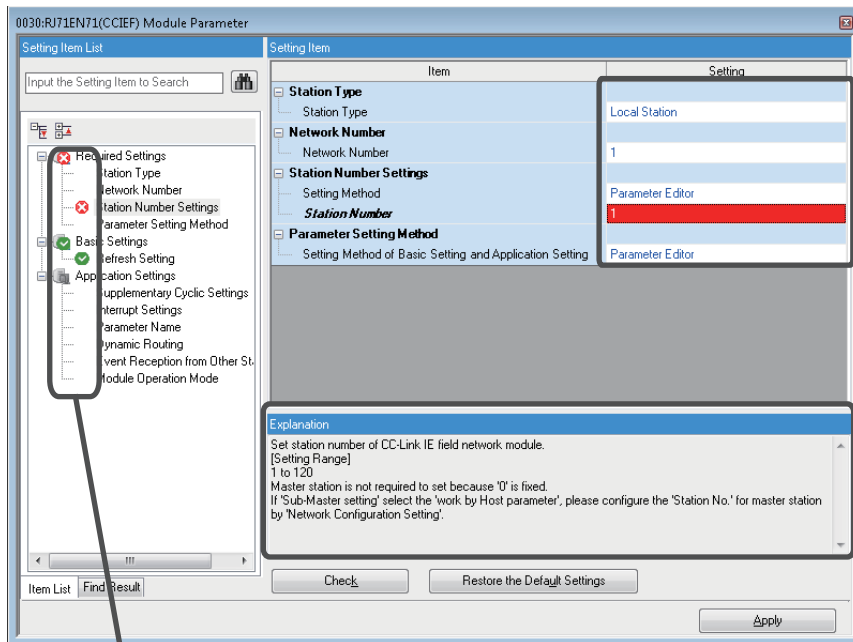 0030:RJ71EN71(CCIEF) Module Parameter
Setting Item List
Input the Setting Item to Search
Required Settings
Station Type
Network Number
Station Number Settings
Parameter Setting Method
Basic Settings
Refresh Setting
Application Settings
Supplementary Cyclic Settings
Interrupt Settings
Parameter Name
Dynamic Routing
Event Reception from Other St
Module Operation Mode
Item List
Find Result
Setting Item
Item Setting
Station Type
Station Type Local Station
Network Number
Network Number 1
Station Number Settings
Setting Method Parameter Editor
Station Number 1
Parameter Setting Method
Setting Method of Basic Setting and Application Setting Parameter Editor
Explanation
Set station number of CC-Link IE field network module.
[Setting Range]
1 to 120
Master station is not required to set because '0' is fixed.
If 'Sub-Master setting' select the 'work by Host parameter', please configure the 'Station No.' for master station
by 'Network Configuration Setting'.
Check
Restore the Default Settings
Apply